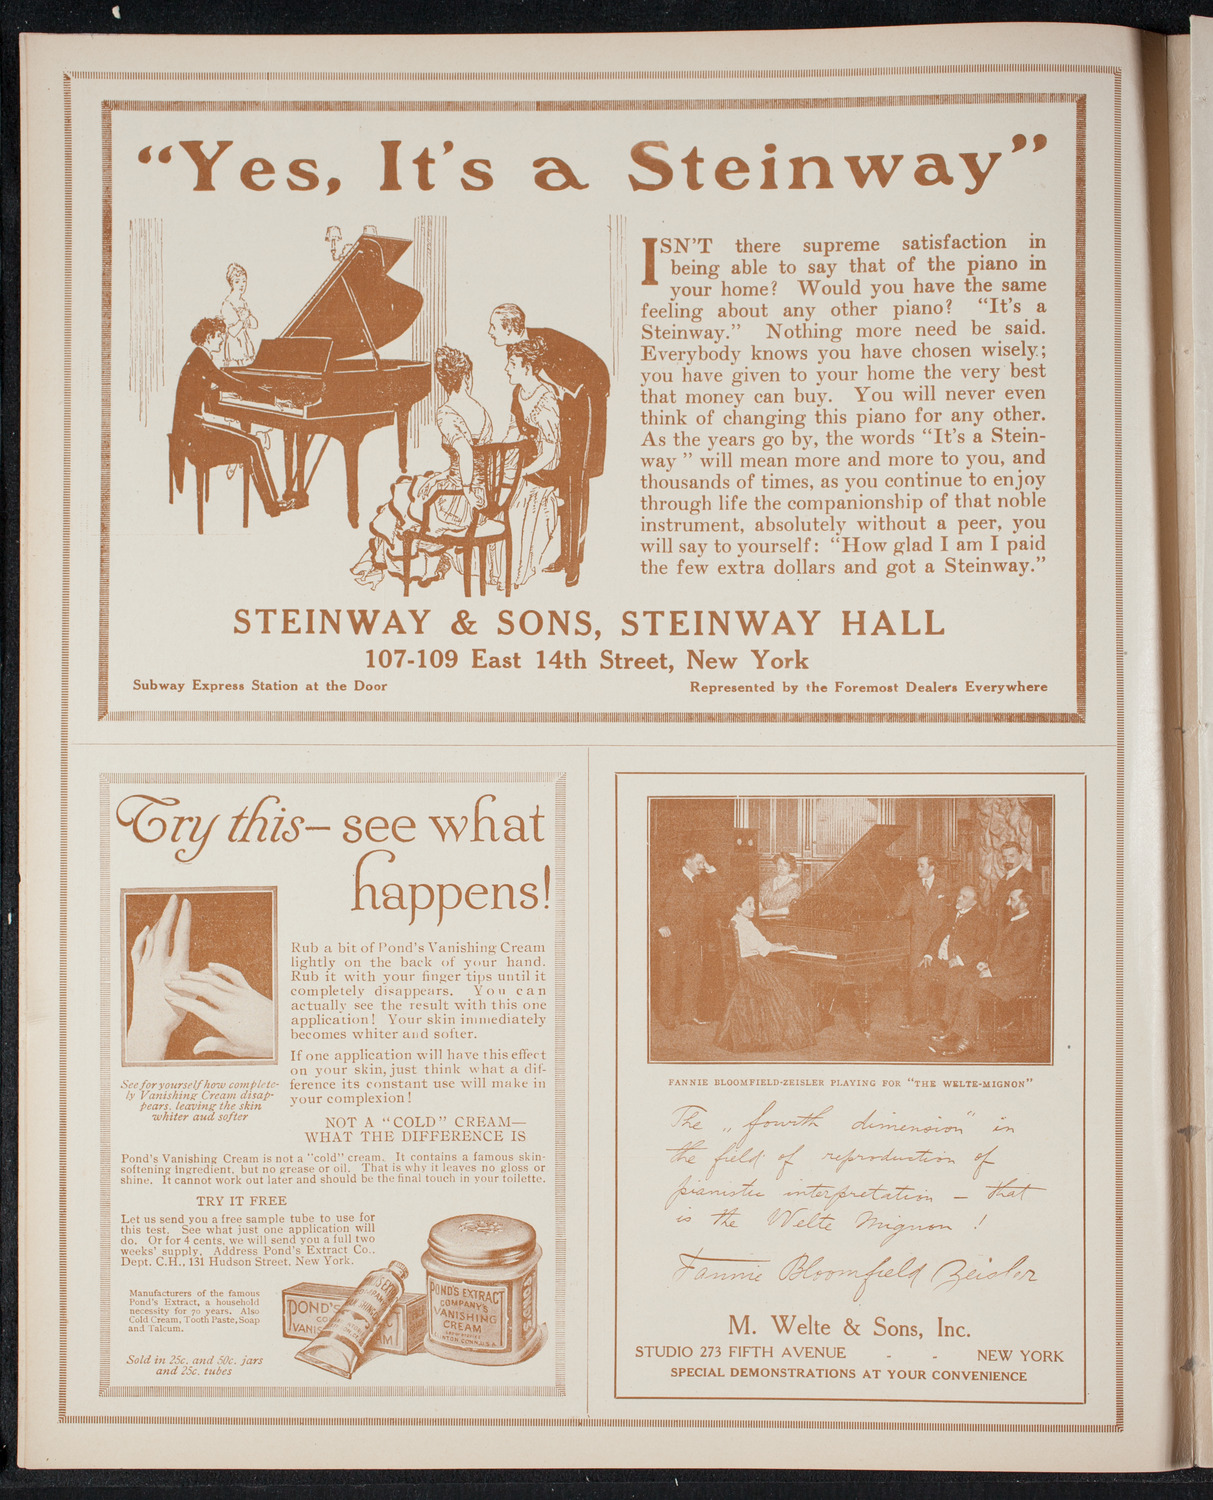 “Yes, It's a Steinway”
ISN'T there supreme satisfaction in
being able to say that of the piano in
your home? Would you have the same
feeling about any other piano? “It's a
Steinway.” Nothing more need be said.
Everybody knows you have chosen wisely;
you have given to your home the very best
that money can buy. You will never even
think of changing this piano for any other.
As the years go by, the words “It's a Stein-
way ” will mean more and more to you, and
thousands of times, as you continue to enjoy
through life the companionship of that noble
instrument, absolutely without a peer, you
will say to yourself: “How glad I am I paid
the few extra dollars and got a Steinway.”
STEINWAY & SONS, STEINWAY HALL
107-109 East 14th Street, New York
Subway Express Station at the Door
Represented by the Foremost Dealers Everywhere
Try this—see what
happens!
Rub a bit of Pond's Vanishing Cream
lightly on the back of your hand.
Rub it with your finger tips until it
completely disappears. You can
actually see the result with this one
application! Your skin immediately
becomes whiter and softer.
If one application will have this effect
on your skin, just think what a dif-
ference its constant use will make in
your complexion!
See for yourself how complete-
ly Vanishing Cream disap-
pears, leaving the skin
whiter and softer
NOT A “COLD” CREAM—
WHAT THE DIFFERENCE IS
Pond's Vanishing Cream is not a "cold" cream. It contains a famous skin-
softening ingredient, but no grease or oil. That is why it leaves no gloss or
shine. It cannot work out later and should be the final touch in your toilette.
TRY IT FREE
Let us send you a free sample tube to use for
this test. See what just one application will
do. Or for 4 cents, we will send you a full two
weeks' supply. Address Pond's Extract Co.,
Dept. C.H., 131 Hudson Street, New York.
Manufacturers of the famous
Pond's Extract, a household
necessity for 70 years. Also
Cold Cream, Tooth Paste, Soap
and Talcum.
Sold in 25c. and 50c. jars
and 25c. tubes
POND'S
VANIS
AM
POND'S EXTRACT
COMPANY'S
VANISHING
CREAM
FANNIE BLOOMFIELD-ZEISLER PLAYING FOR “THE WELTE-MIGNON”
The „fourth dimension” in
the field of reproduction of
pianistic interpretation — that
is the Welte Mignon!
Fannie Bloomfield Zeisler
M. Welte & Sons, Inc.
STUDIO 273 FIFTH AVENUE - - NEW YORK
SPECIAL DEMONSTRATIONS AT YOUR CONVENIENCE